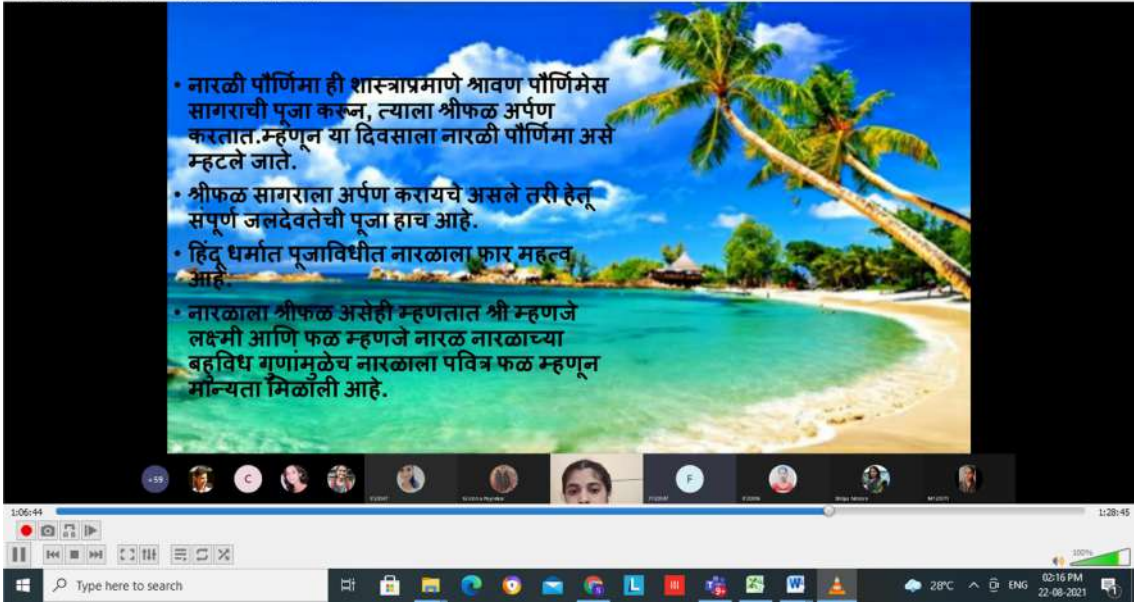 • नारळी पौर्णिमा ही शास्त्राप्रमाणे श्रावण पौर्णिमेस
सागराची पूजा करून, त्याला श्रीफळ अर्पण
करतात.म्हणून या दिवसाला नारळी पौर्णिमा असे
म्हटले जाते.
• श्रीफळ सागराला अर्पण करायचे असले तरी हेतू
संपूर्ण जलदेवतेची पूजा हाच आहे.
• हिंदू धर्मात पूजाविधीत नारळाला फार महत्व
आहे.
• नारळाला श्रीफळ असेही म्हणतात श्री म्हणजे
लक्ष्मी आणि फळ म्हणजे नारळ नारळाच्या
बहुविध गुणांमुळेच नारळाला पवित्र फळ म्हणून
मान्यता मिळाली आहे.
+59 C F
1:06:44 1:28:45
100%
Type here to search L 28°C ENG 02:16 PM
22-08-2021